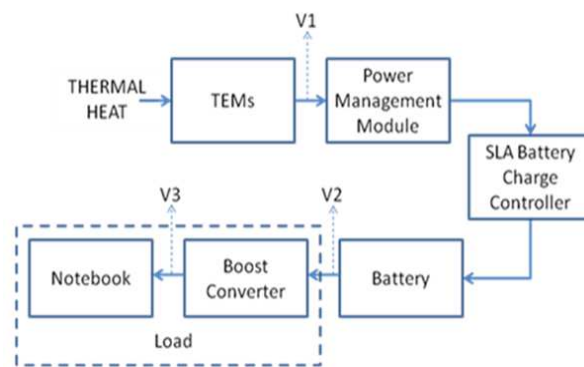 V1
THERMAL
HEAT
TEMs
Power
Management
Module
SLA Battery
Charge
Controller
V3
V2
Notebook
Boost
Converter
Battery
Load